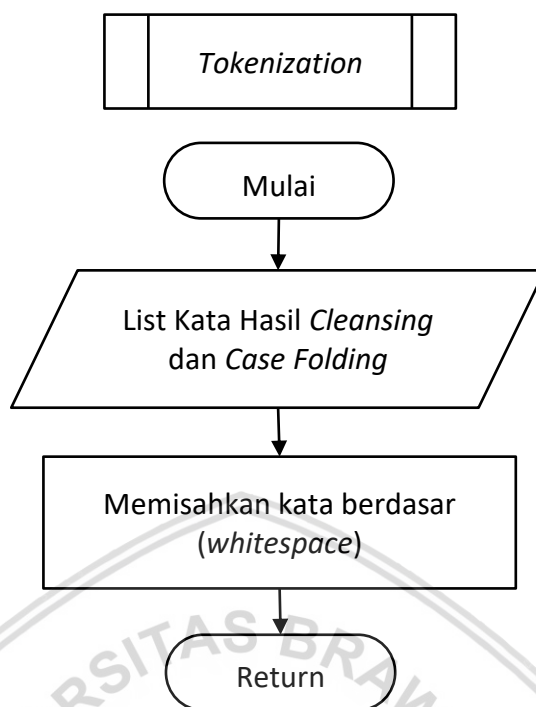 Tokenization
Mulai
List Kata Hasil Cleansing
dan Case Folding
Memisahkan kata berdasar
(whitespace)
Return